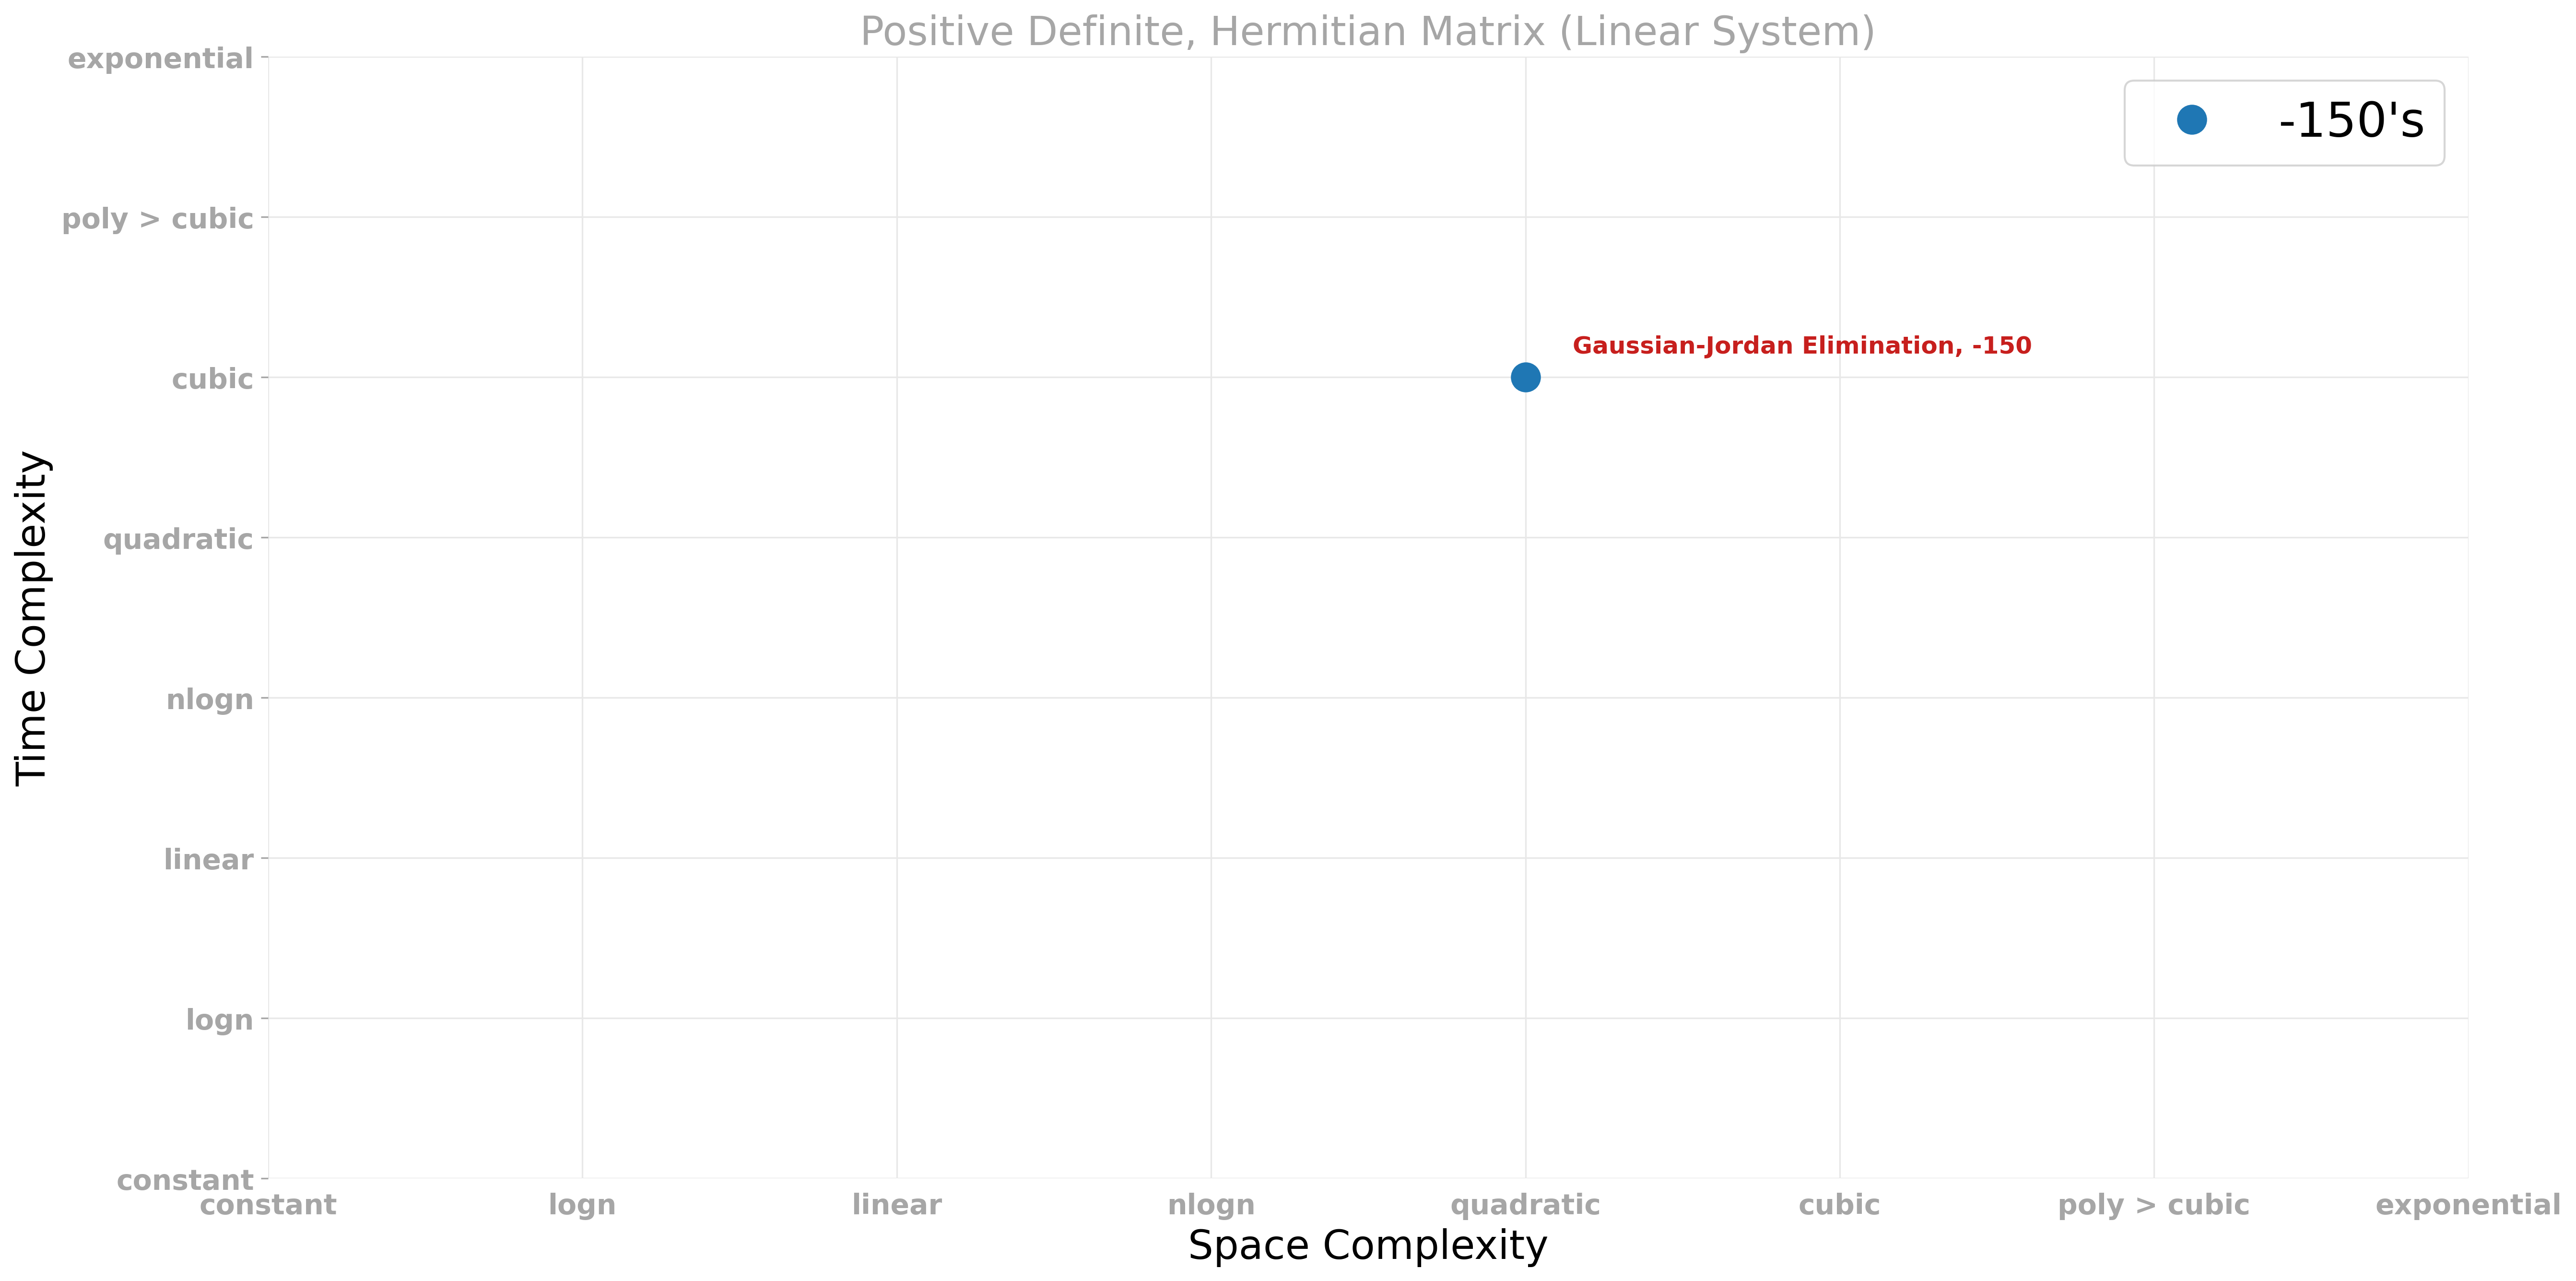 Positive Definite, Hermitian Matrix (Linear System)
exponential
-150's
poly > cubic
Gaussian-Jordan Elimination, -150
cubic
quadratic
Time Complexity
nlogn
linear
logn
constant
constant logn linear nlogn quadratic cubic poly > cubic exponential
Space Complexity